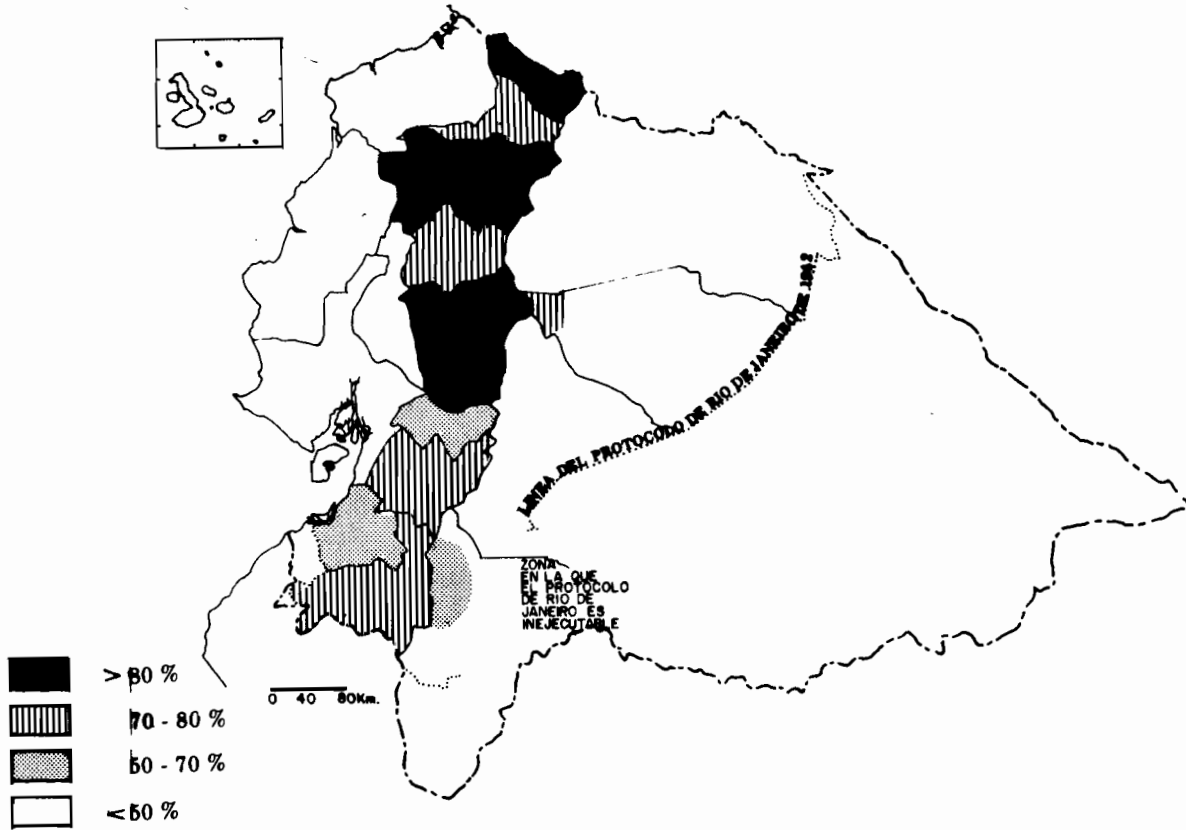 LINEA DEL PROTOCOLO DE RIO DE JANEIRO DE 1942
ZONA
EN LA QUE
EL PROTOCOLO
DE RIO DE
JANEIRO ES
INEJECUTABLE
> 80 %
70 - 80 %
50 - 70 %
< 50 %
0 40 80Km.